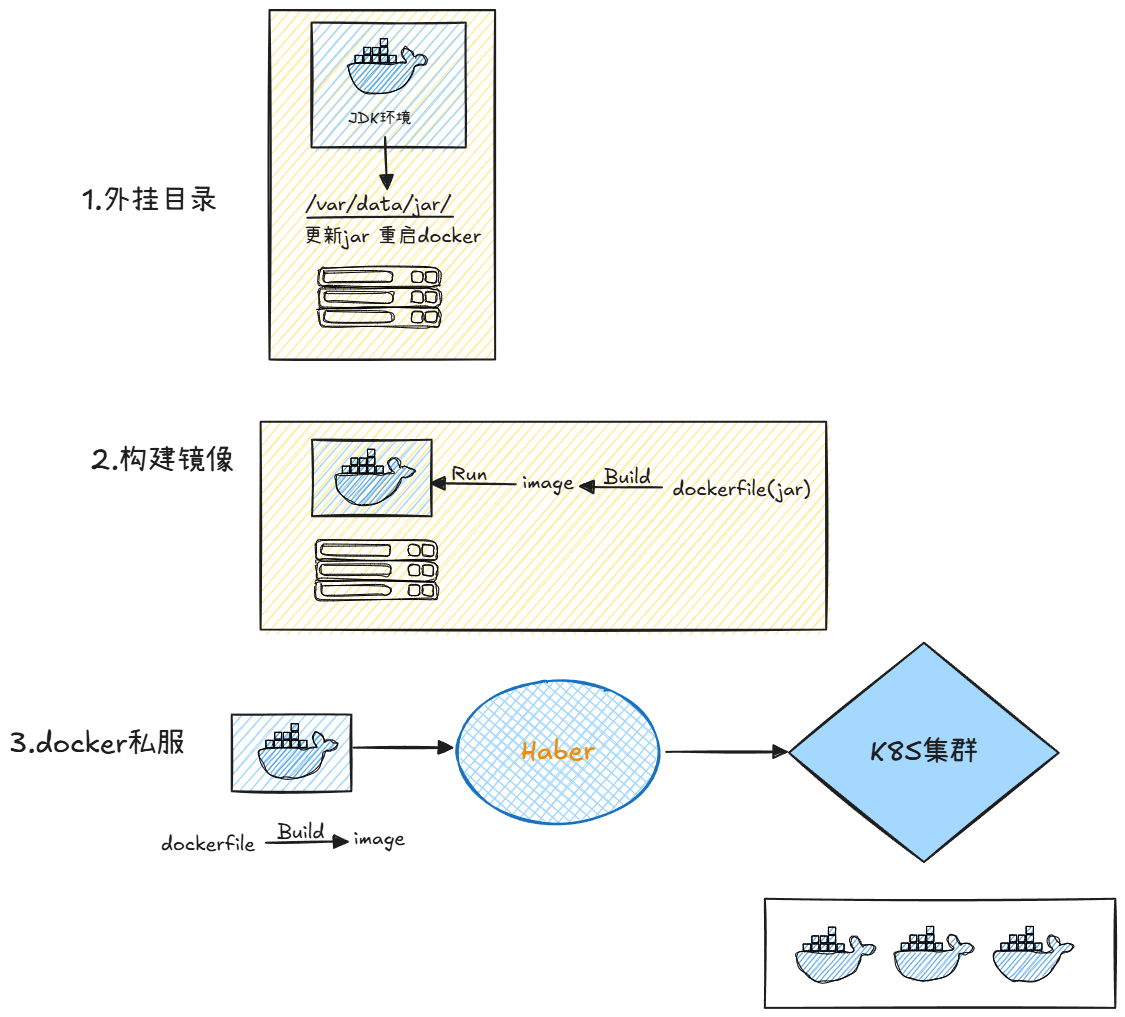 JDK环境
1.外挂目录
/var/data/jar/
更新jar 重启docker
2.构建镜像
Run
image
Build
dockerfile(jar)
3.docker私服
Haber
K8S集群
dockerfile
Build
image